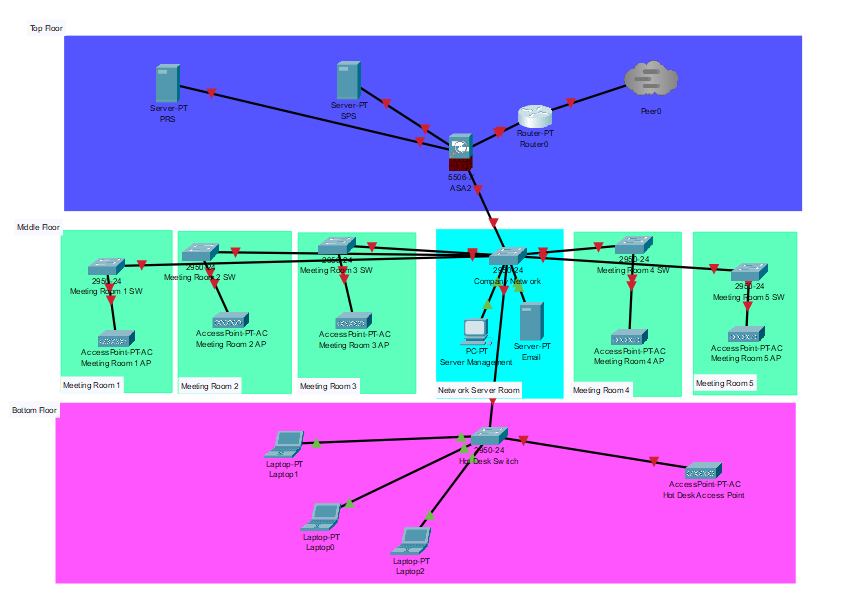 Top Floor
Server-PT
PRS
Server-PT
SPS
Router-PT
Router0
Peer0
5506-X
ASA2
Middle Floor
2950-24
Meeting Room 1 SW
2950-24
Meeting Room 2 SW
2950-24
Meeting Room 3 SW
2950-24
Company Network
2950-24
Meeting Room 4 SW
2950-24
Meeting Room 5 SW
AccessPoint-PT-AC
Meeting Room 1 AP
AccessPoint-PT-AC
Meeting Room 2 AP
AccessPoint-PT-AC
Meeting Room 3 AP
PC-PT
Server Management
Server-PT
Email
AccessPoint-PT-AC
Meeting Room 4 AP
AccessPoint-PT-AC
Meeting Room 5 AP
Meeting Room 1
Meeting Room 2
Meeting Room 3
Network Server Room
Meeting Room 4
Meeting Room 5
Bottom Floor
2950-24
Hot Desk Switch
Laptop-PT
Laptop1
AccessPoint-PT-AC
Hot Desk Access Point
Laptop-PT
Laptop0
Laptop-PT
Laptop2